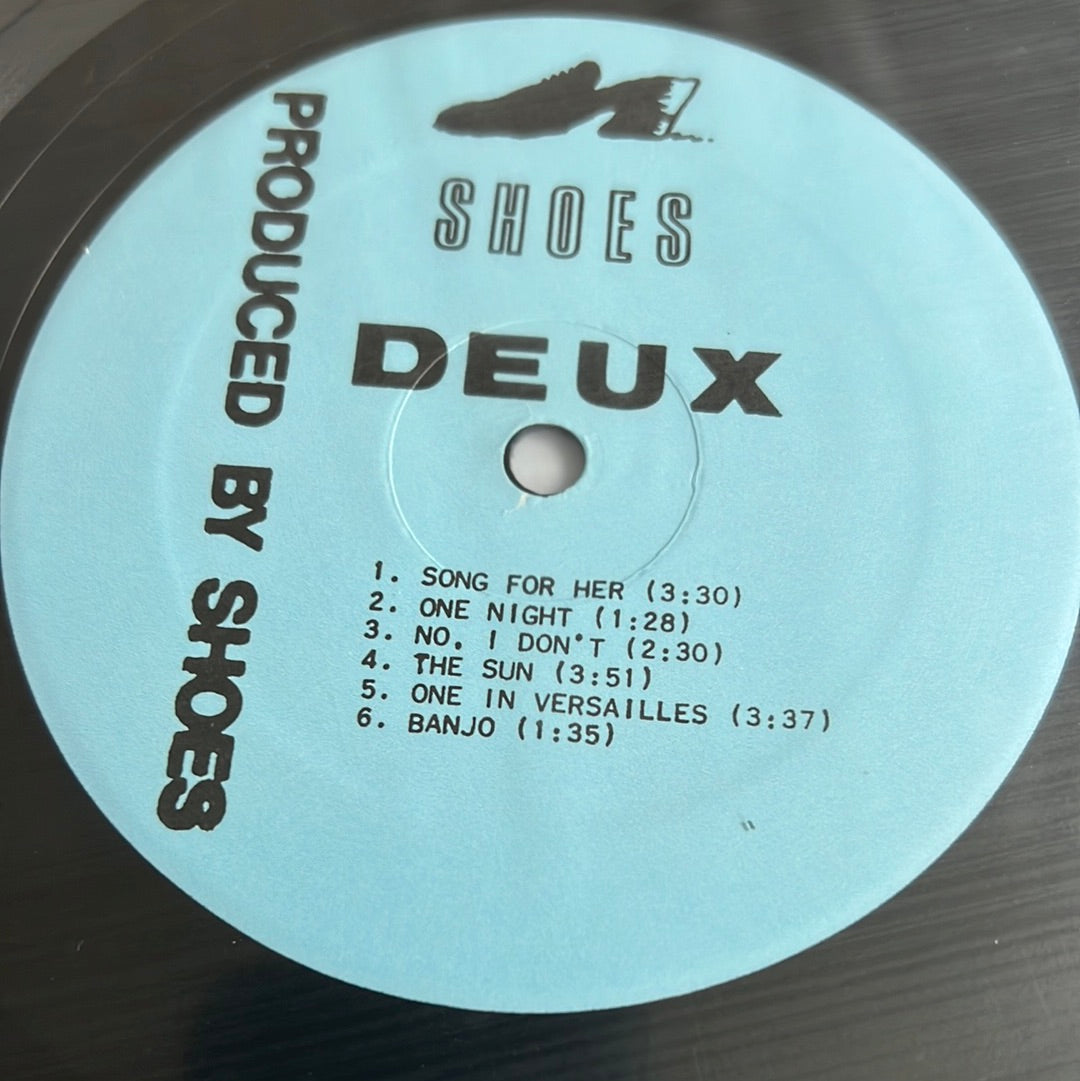 SHOES
DEUX
PRODUCED BY SHOES
1. SONG FOR HER (3:30)
2. ONE NIGHT (1:28)
3. NO. I DON'T (2:30)
4. THE SUN (3:51)
5. ONE IN VERSAILLES (3:37)
6. BANJO (1:35)